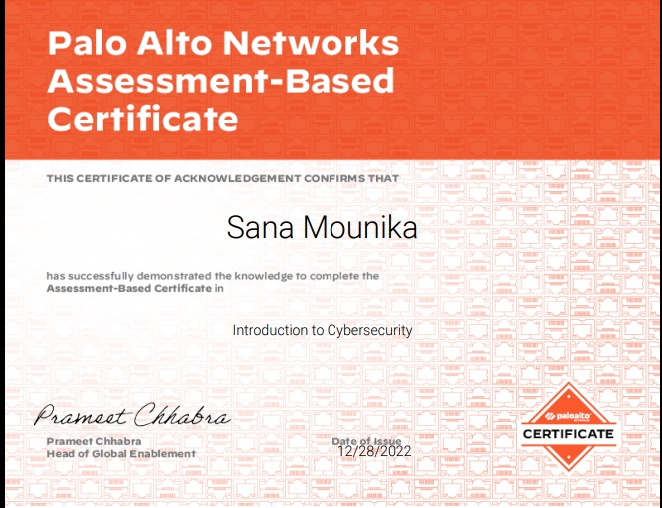 Palo Alto Networks
Assessment-Based
Certificate
THIS CERTIFICATE OF ACKNOWLEDGEMENT CONFIRMS THAT
Sana Mounika
has successfully demonstrated the knowledge to complete the
Assessment-Based Certificate in
Introduction to Cybersecurity
Prameet Chhabra
Prameet Chhabra
Head of Global Enablement
Date of Issue
12/28/2022
paloalto
CERTIFICATE